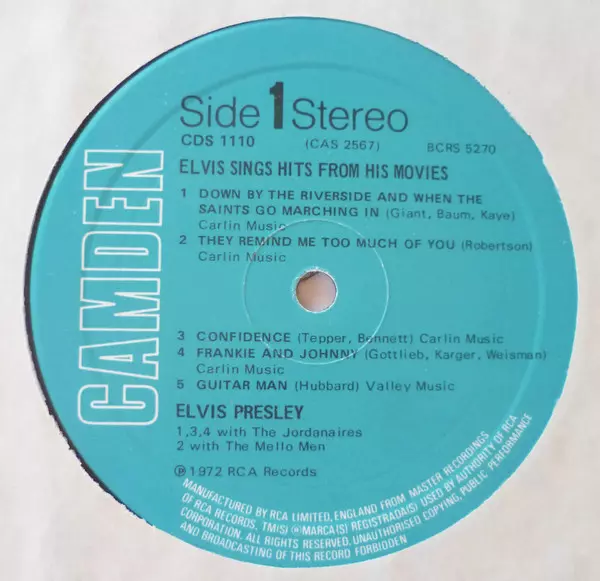 CAMDEN
Side 1 Stereo
CDS 1110 (CAS 2567) BCRS 5270
ELVIS SINGS HITS FROM HIS MOVIES
1 DOWN BY THE RIVERSIDE AND WHEN THE
SAINTS GO MARCHING IN (Giant, Baum, Kaye)
Carlin Music
2 THEY REMIND ME TOO MUCH OF YOU (Robertson)
Carlin Music
3 CONFIDENCE (Tepper, Bennett) Carlin Music
4 FRANKIE AND JOHNNY (Gottlieb, Karger, Weisman)
Carlin Music
5 GUITAR MAN (Hubbard) Valley Music
ELVIS PRESLEY
1,3,4 with The Jordanaires
2 with The Mello Men
℗ 1972 RCA Records
MANUFACTURED BY RCA LIMITED, ENGLAND FROM MASTER RECORDINGS
OF RCA RECORDS, TM(S) ® MARCA(S) REGISTRADA(S) USED BY AUTHORITY OF RCA
CORPORATION. ALL RIGHTS RESERVED. UNAUTHORISED COPYING, PUBLIC PERFORMANCE
AND BROADCASTING OF THIS RECORD FORBIDDEN